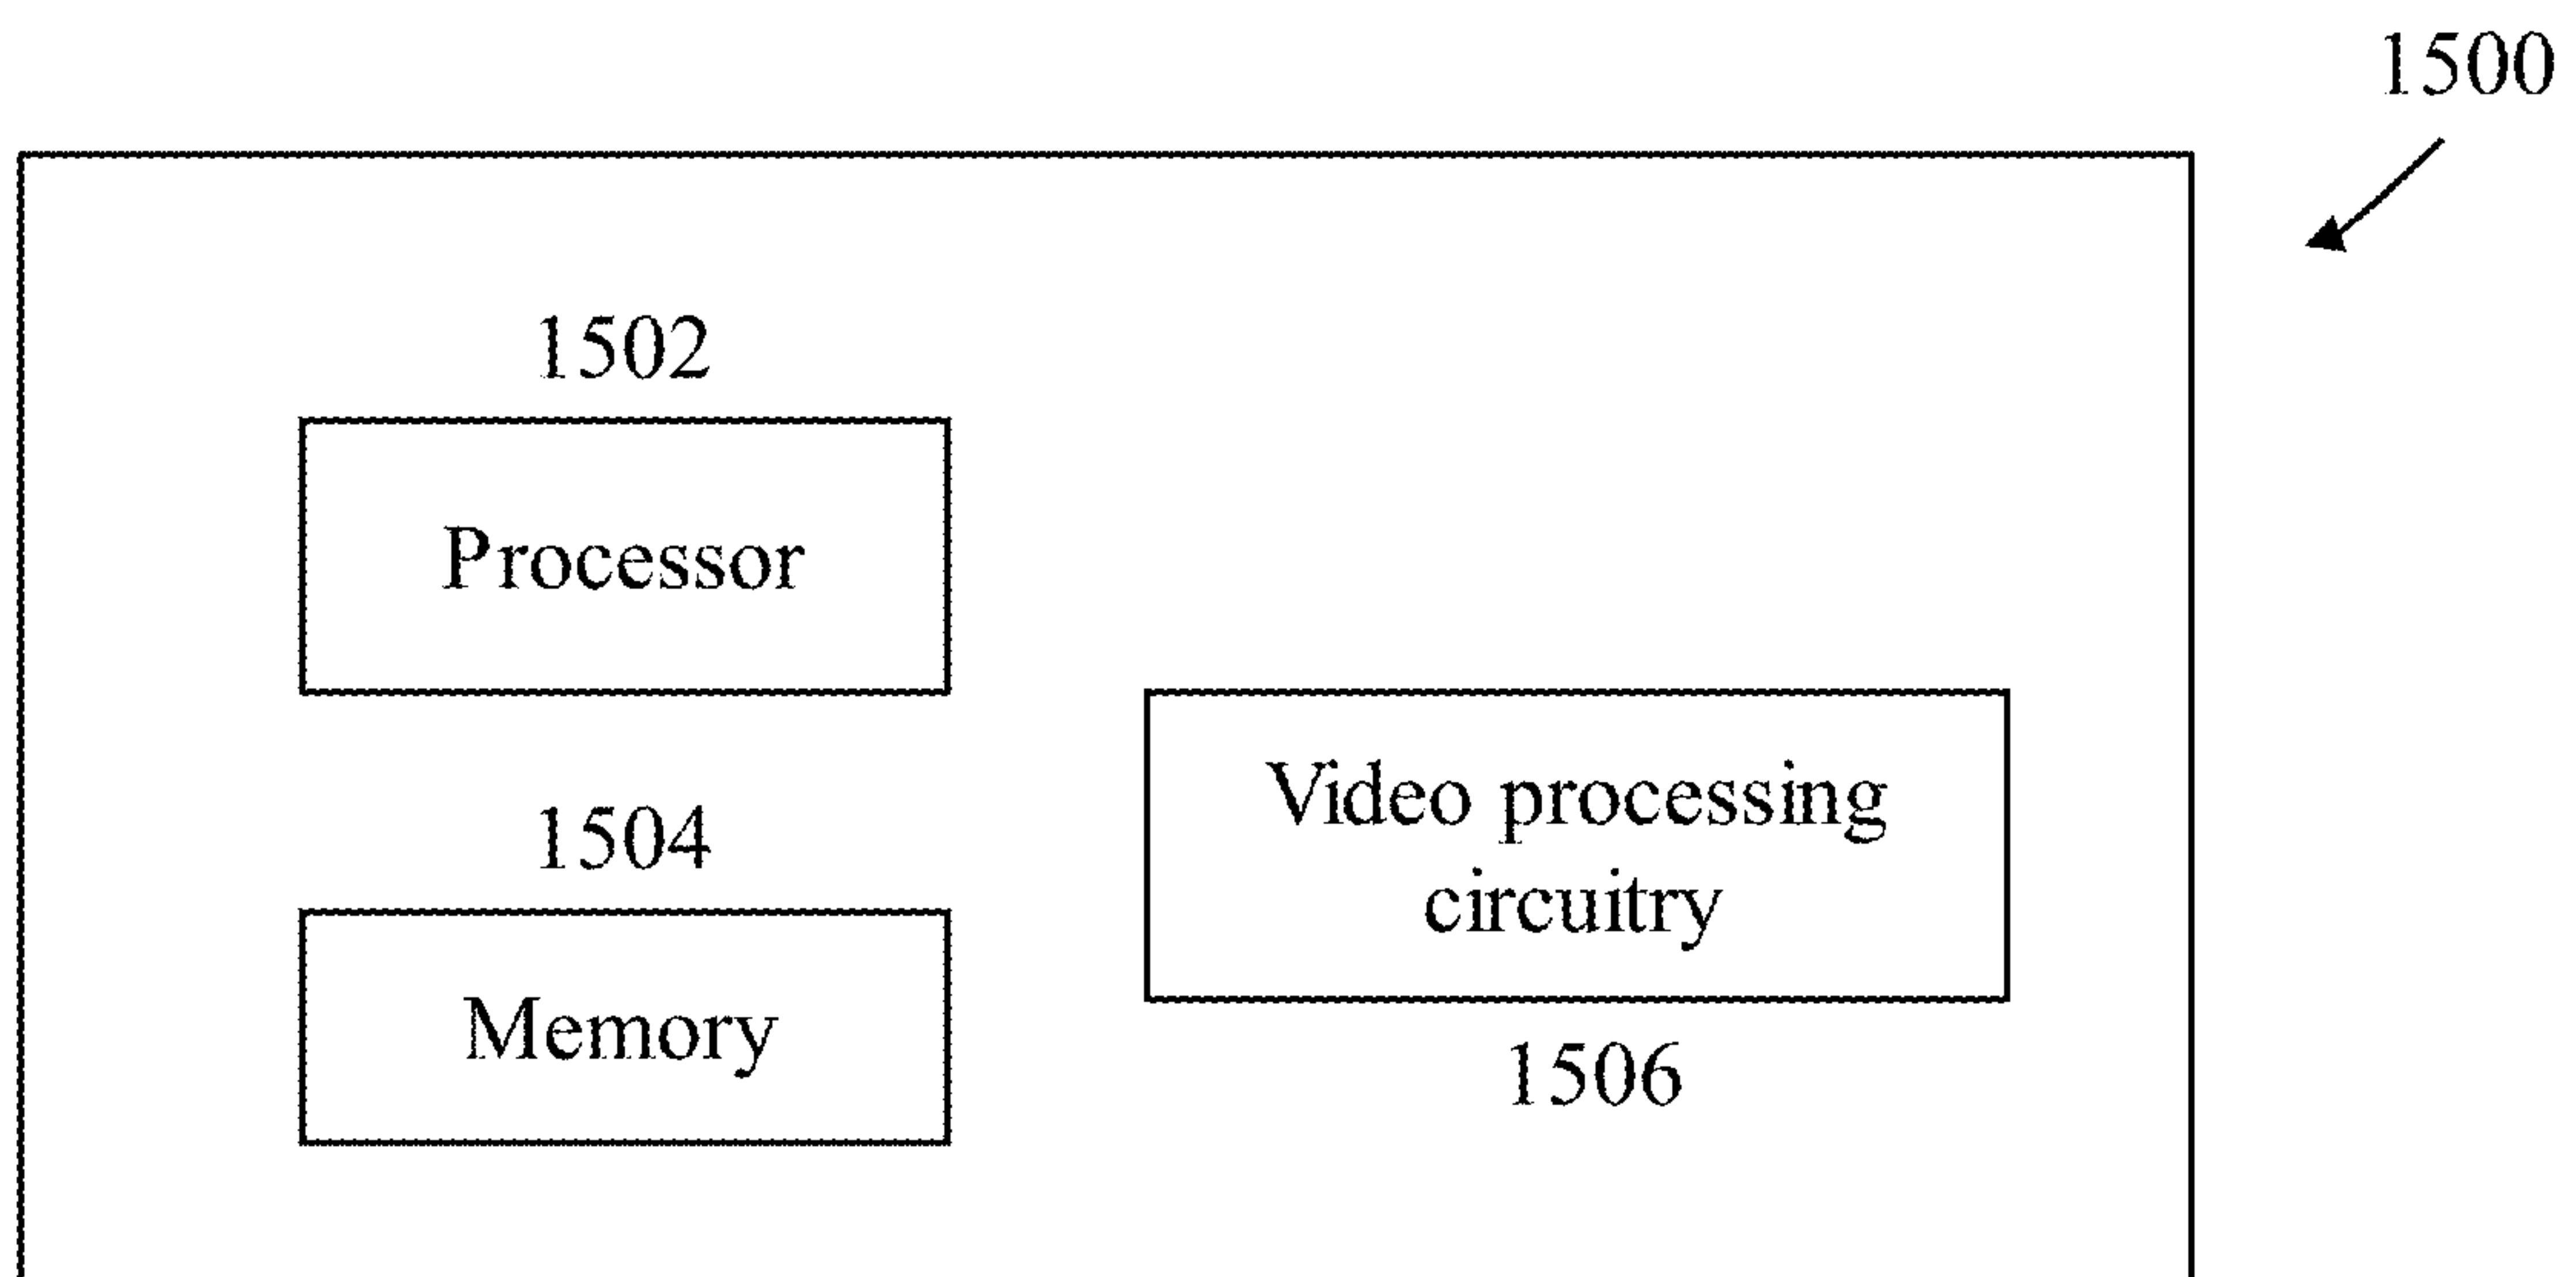 1500
1502
Processor
1504
Memory
Video processing
circuitry
1506